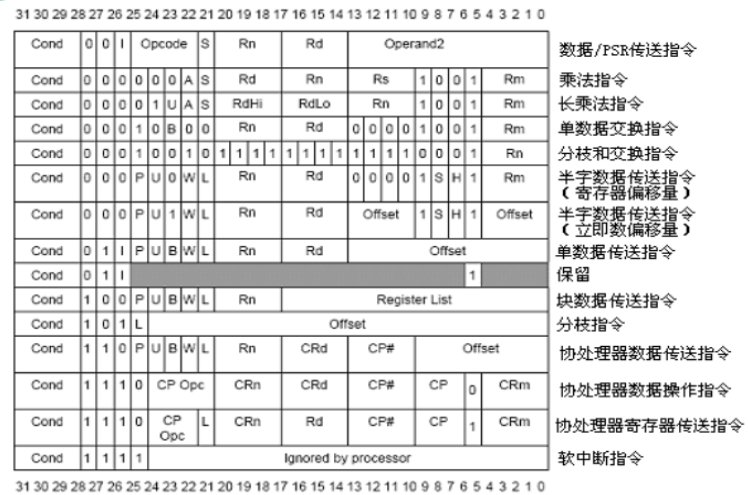 31 30 29 28 27 26 25 24 23 22 21 20 19 18 17 16 15 14 13 12 11 10 9 8 7 6 5 4 3 2 1 0
Cond 0 0 I Opcode S Rn Rd Operand2 数据/PSR传送指令
Cond 0 0 0 0 0 0 A S Rd Rn Rs 1 0 0 1 Rm 乘法指令
Cond 0 0 0 0 1 U A S RdHi RdLo Rn 1 0 0 1 Rm 长乘法指令
Cond 0 0 0 1 0 B 0 0 Rn Rd 0 0 0 0 1 0 0 1 Rm 单数据交换指令
Cond 0 0 0 1 0 0 1 0 1 1 1 1 1 1 1 1 1 1 1 1 0 0 0 1 Rn 分枝和交换指令
Cond 0 0 0 P U 0 W L Rn Rd 0 0 0 0 1 S H 1 Rm 半字数据传送指令
(寄存器偏移量)
Cond 0 0 0 P U 1 W L Rn Rd Offset 1 S H 1 Offset 半字数据传送指令
(立即数偏移量)
Cond 0 1 I P U B W L Rn Rd Offset 单数据传送指令
Cond 0 1 I 1 保留
Cond 1 0 0 P U B W L Rn Register List 块数据传送指令
Cond 1 0 1 L Offset 分枝指令
Cond 1 1 0 P U B W L Rn CRd CP# Offset 协处理器数据传送指令
Cond 1 1 1 0 CP Opc CRn CRd CP# CP 0 CRm 协处理器数据操作指令
Cond 1 1 1 0 CP Opc L CRn Rd CP# CP 1 CRm 协处理器寄存器传送指令
Cond 1 1 1 1 Ignored by processor 软中断指令
31 30 29 28 27 26 25 24 23 22 21 20 19 18 17 16 15 14 13 12 11 10 9 8 7 6 5 4 3 2 1 0